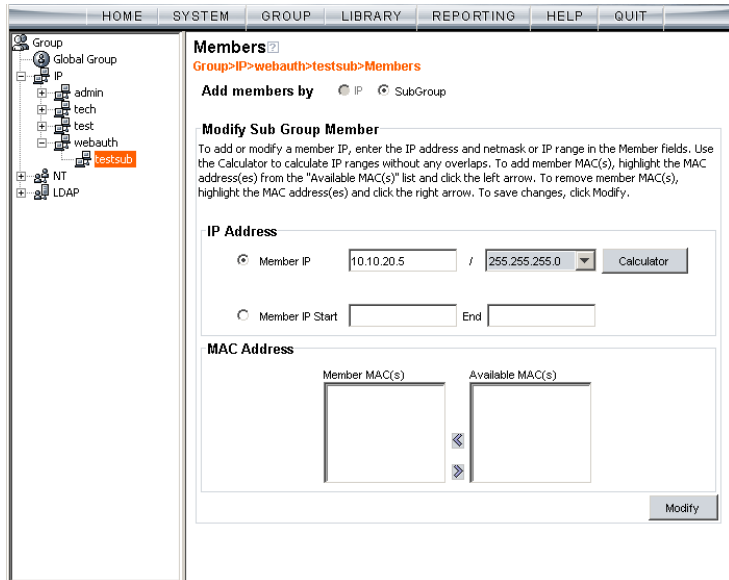 HOME SYSTEM GROUP LIBRARY REPORTING HELP QUIT
Group
Global Group
IP
admin
tech
test
webauth
testsub
NT
LDAP
Members?
Group>IP>webauth>testsub>Members
Add members by IP SubGroup
Modify Sub Group Member
To add or modify a member IP, enter the IP address and netmask or IP range in the Member fields. Use
the Calculator to calculate IP ranges without any overlaps. To add member MAC(s), highlight the MAC
address(es) from the "Available MAC(s)" list and click the left arrow. To remove member MAC(s),
highlight the MAC address(es) and click the right arrow. To save changes, click Modify.
IP Address
Member IP 10.10.20.5 / 255.255.255.0 Calculator
Member IP Start End
MAC Address
Member MAC(s) Available MAC(s)
Modify